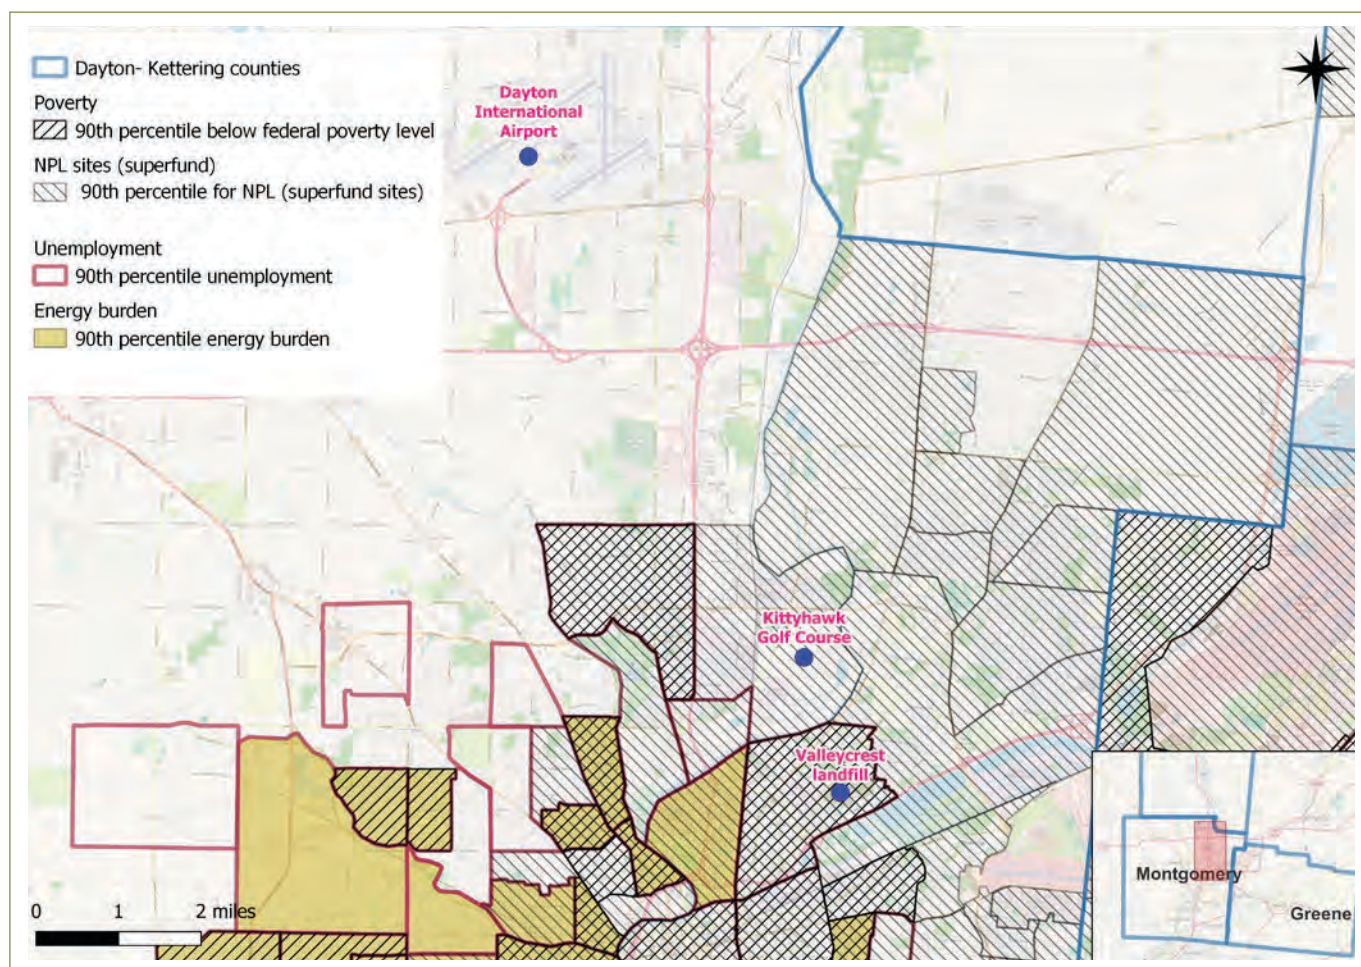 Dayton- Kettering counties
Poverty
90th percentile below federal poverty level
NPL sites (superfund)
90th percentile for NPL (superfund sites)
Unemployment
90th percentile unemployment
Energy burden
90th percentile energy burden
Dayton
International
Airport
Kittyhawk
Golf Course
Valleycrest
landfill
0 1 2 miles
Montgomery
Greene